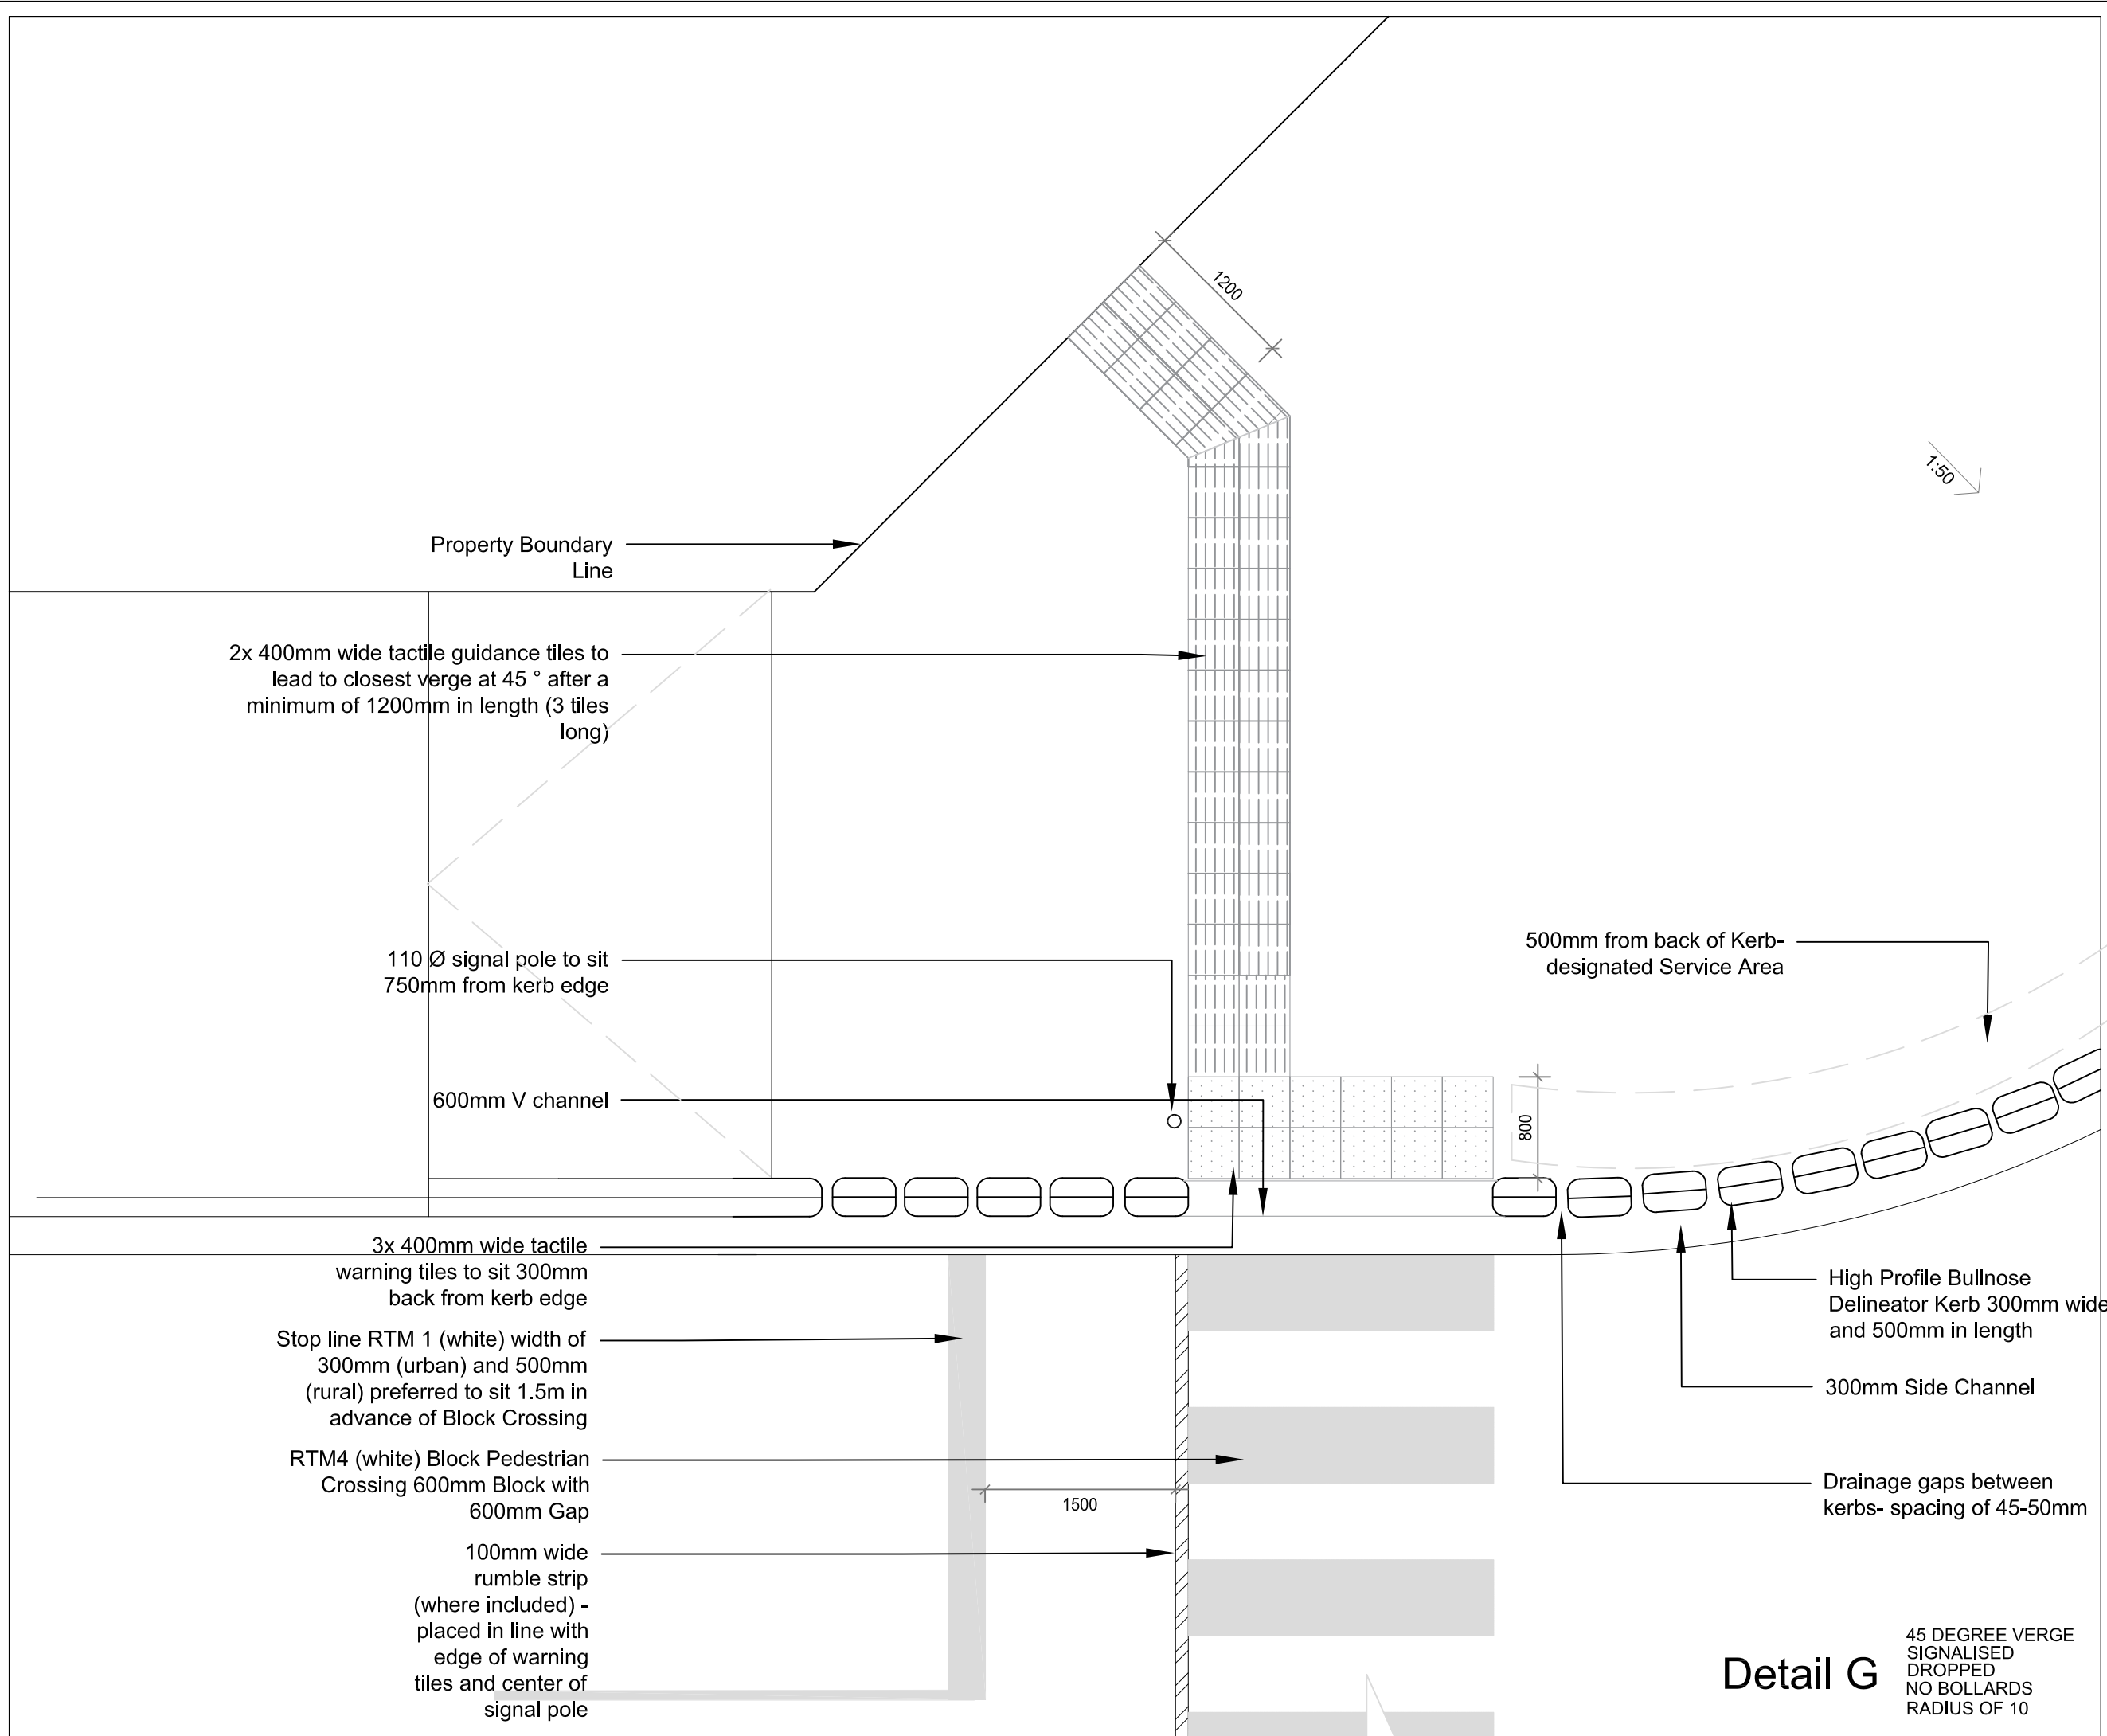 1200
1:50
Property Boundary
Line
2x 400mm wide tactile guidance tiles to
lead to closest verge at 45 ° after a
minimum of 1200mm in length (3 tiles
long)
110 Ø signal pole to sit
750mm from kerb edge
500mm from back of Kerb-
designated Service Area
600mm V channel
800
3x 400mm wide tactile
warning tiles to sit 300mm
back from kerb edge
Stop line RTM 1 (white) width of
300mm (urban) and 500mm
(rural) preferred to sit 1.5m in
advance of Block Crossing
RTM4 (white) Block Pedestrian
Crossing 600mm Block with
600mm Gap
1500
100mm wide
rumble strip
(where included) -
placed in line with
edge of warning
tiles and center of
signal pole
High Profile Bullnose
Delineator Kerb 300mm wide
and 500mm in length
300mm Side Channel
Drainage gaps between
kerbs- spacing of 45-50mm
Detail G
45 DEGREE VERGE
SIGNALISED
DROPPED
NO BOLLARDS
RADIUS OF 10